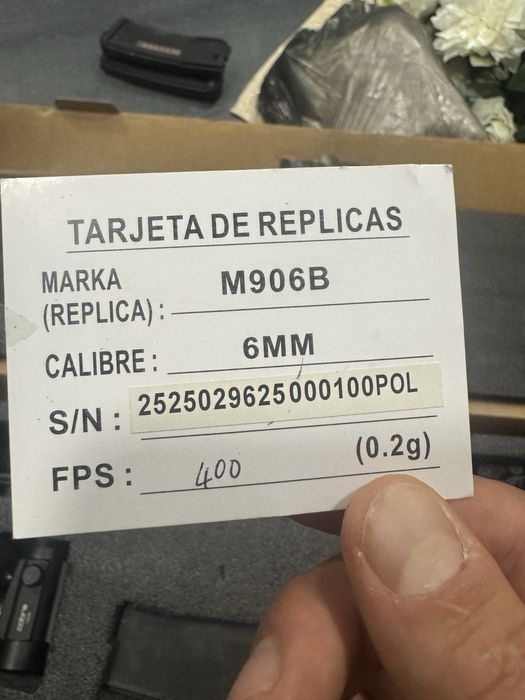 TARJETA DE REPLICAS
MARKA
(REPLICA) : M906B
CALIBRE : 6MM
S/N : 2525029625000100POL
FPS : 400 (0.2g)